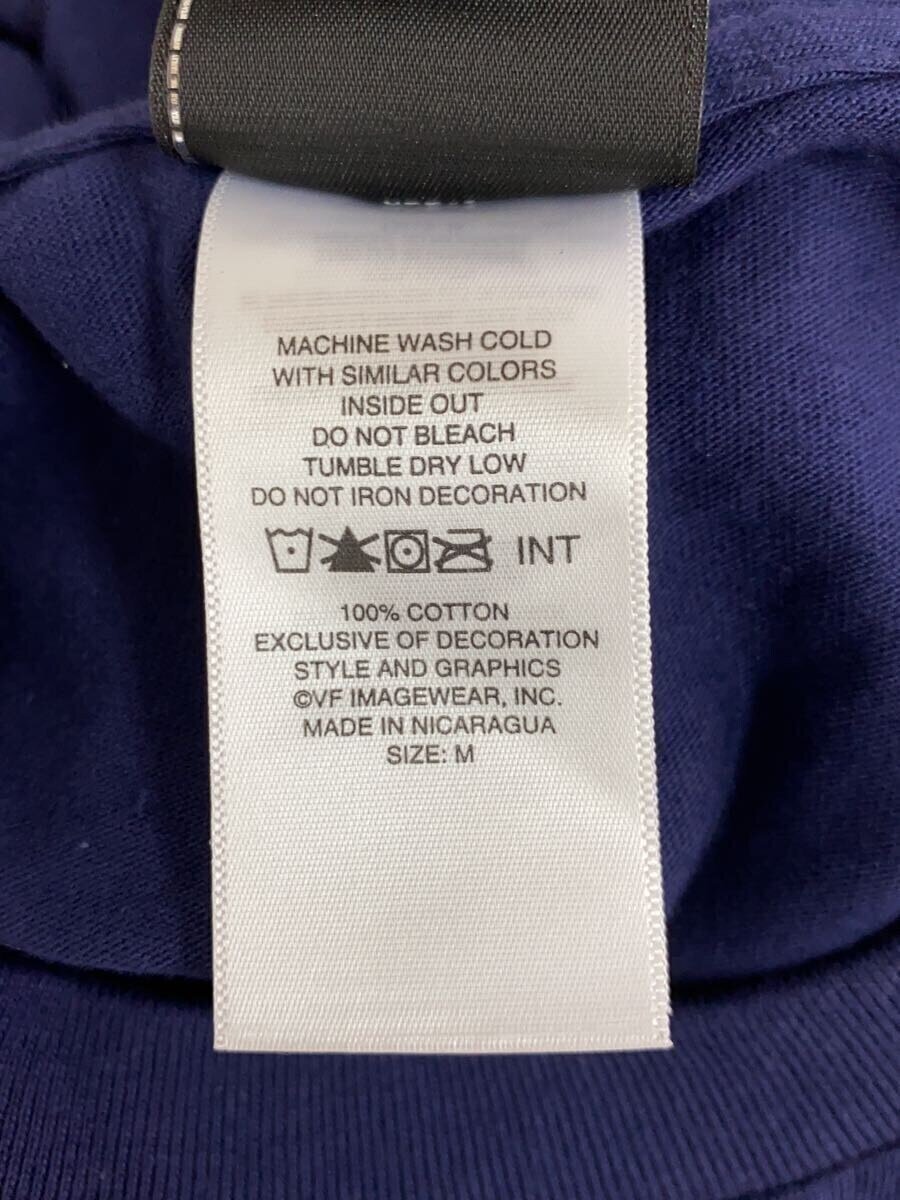 MACHINE WASH COLD
WITH SIMILAR COLORS
INSIDE OUT
DO NOT BLEACH
TUMBLE DRY LOW
DO NOT IRON DECORATION
INT
100% COTTON
EXCLUSIVE OF DECORATION
STYLE AND GRAPHICS
©VF IMAGEWEAR, INC.
MADE IN NICARAGUA
SIZE: M